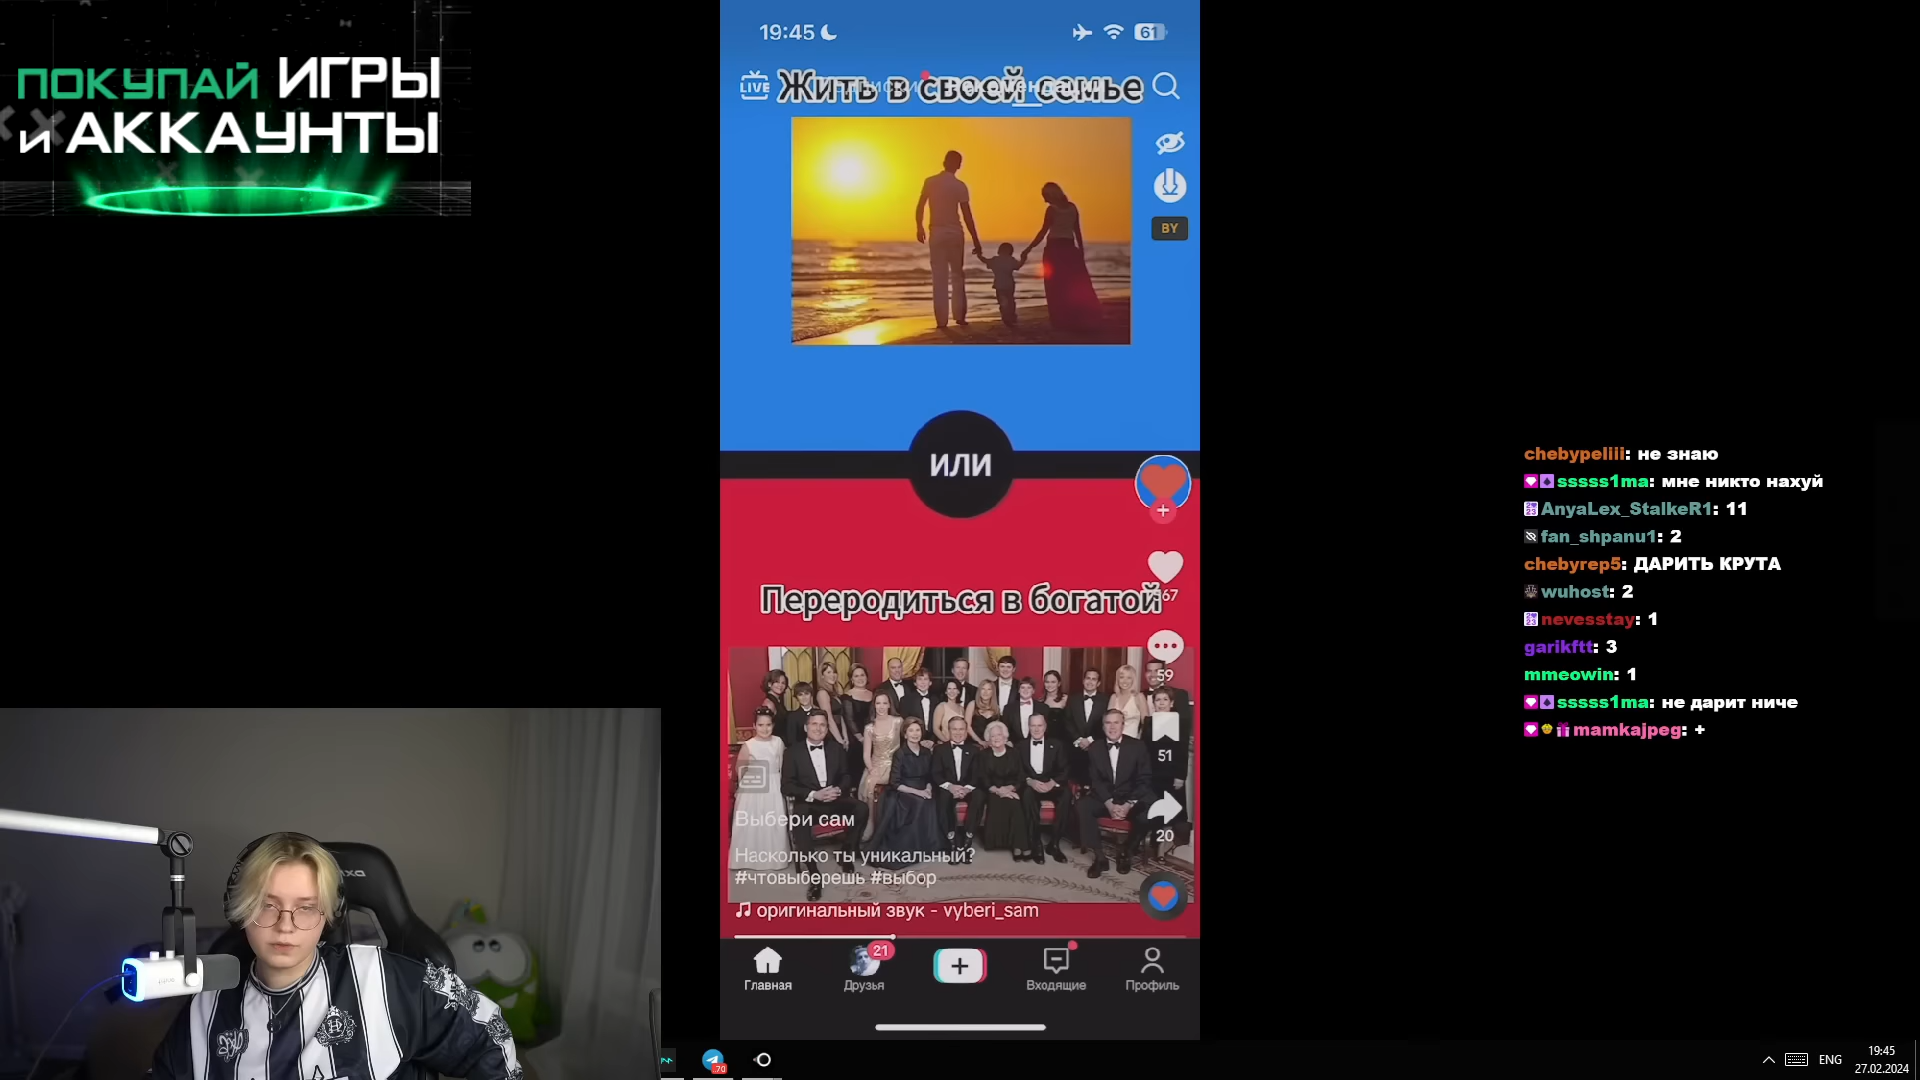 ПОКУПАЙ ИГРЫ
и АККАУНТЫ
19:45
61
LIVE
Жить в своей семье
BY
ИЛИ
Переродиться в богатой
567
59
51
20
Выбери сам
Насколько ты уникальный?
#чтовыберешь #выбор
оригинальный звук - vyberi_sam
21
Главная
Друзья
Входящие
Профиль
chebypeliii: не знаю
sssss1ma: мне никто нахуй
AnyaLex_StalkeR1: 11
fan_shpanu1: 2
chebyrep5: ДАРИТЬ КРУТА
wuhost: 2
nevesstay: 1
garikftt: 3
mmeowin: 1
sssss1ma: не дарит ниче
mamkajpeg: +
70
ENG
19:45
27.02.2024